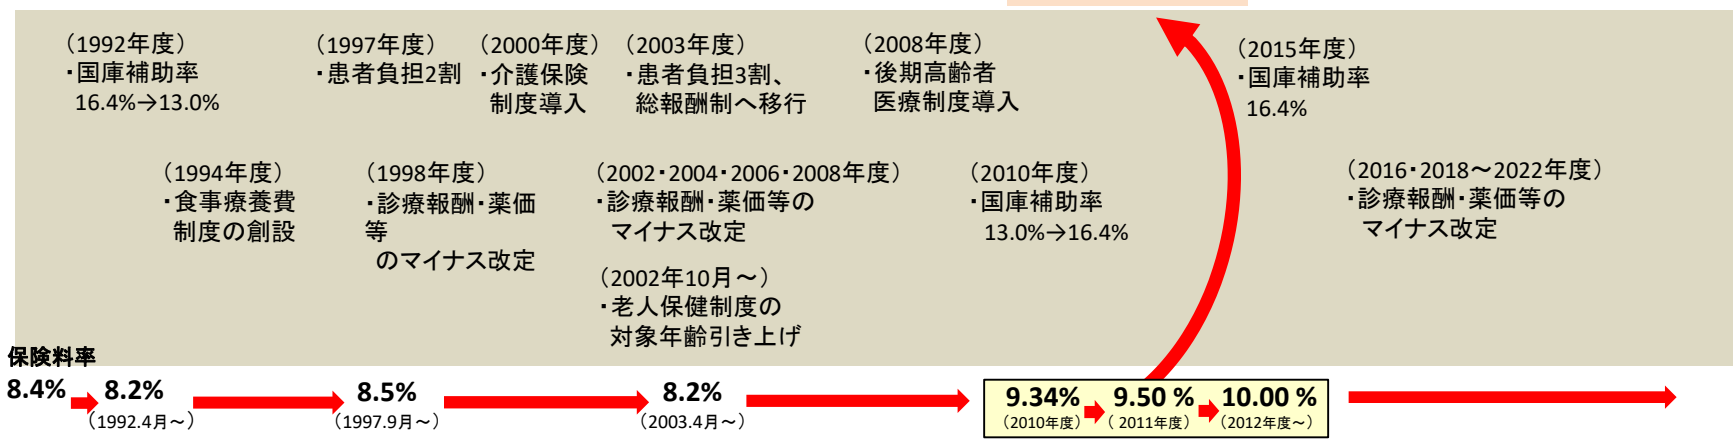 （1992年度）
・国庫補助率
16.4%→13.0%
（1997年度）
・患者負担2割
（2000年度）
・介護保険
制度導入
（2003年度）
・患者負担3割、
総報酬制へ移行
（2008年度）
・後期高齢者
医療制度導入
（2015年度）
・国庫補助率
16.4%
（1994年度）
・食事療養費
制度の創設
（1998年度）
・診療報酬・薬価
等
のマイナス改定
（2002・2004・2006・2008年度）
・診療報酬・薬価等の
マイナス改定
（2002年10月～）
・老人保健制度の
対象年齢引き上げ
（2010年度）
・国庫補助率
13.0%→16.4%
（2016・2018～2022年度）
・診療報酬・薬価等の
マイナス改定
保険料率
8.4%
8.2%
（1992.4月～）
8.5%
（1997.9月～）
8.2%
（2003.4月～）
9.34%
（2010年度）
9.50 %
（ 2011年度）
10.00 %
（2012年度～）